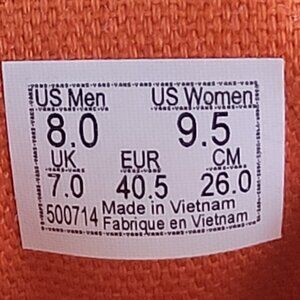 US Men US Women
8.0 9.5
UK EUR CM
7.0 40.5 26.0
500714 Made in Vietnam
Fabrique en Vietnam